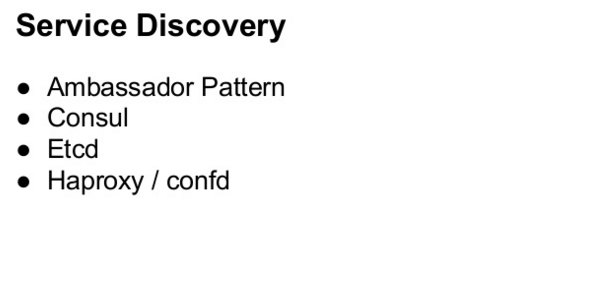 Service Discovery
● Ambassador Pattern
● Consul
● Etcd
● Haproxy / confd